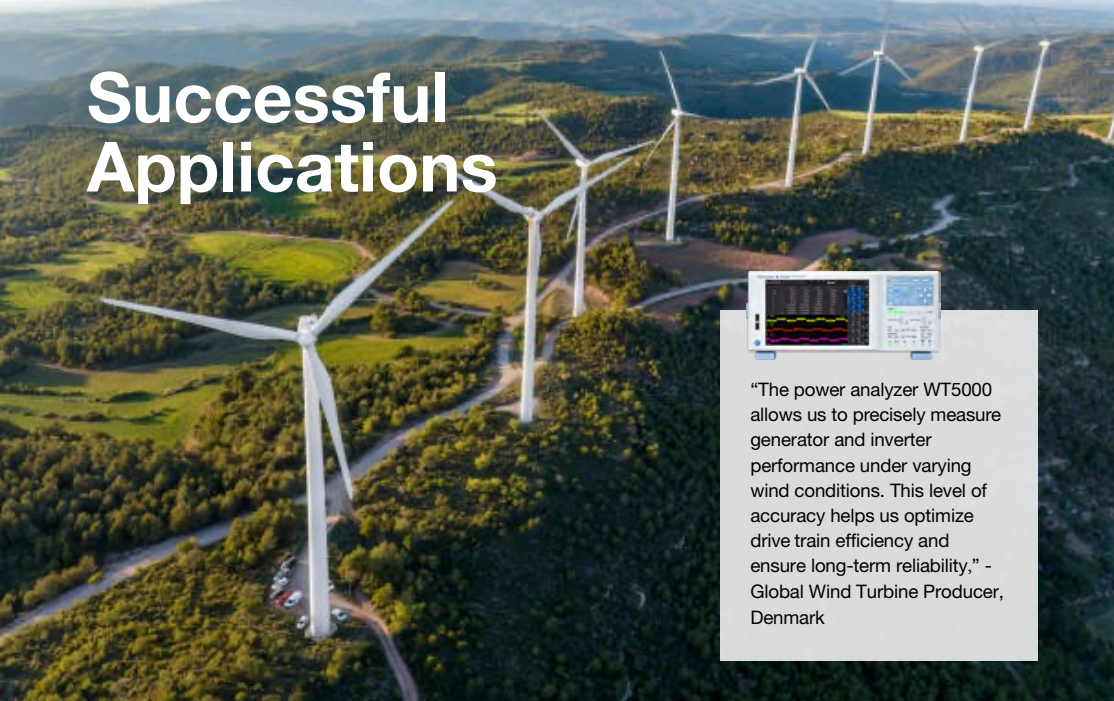 Successful
Applications
“The power analyzer WT5000
allows us to precisely measure
generator and inverter
performance under varying
wind conditions. This level of
accuracy helps us optimize
drive train efficiency and
ensure long-term reliability,” -
Global Wind Turbine Producer,
Denmark